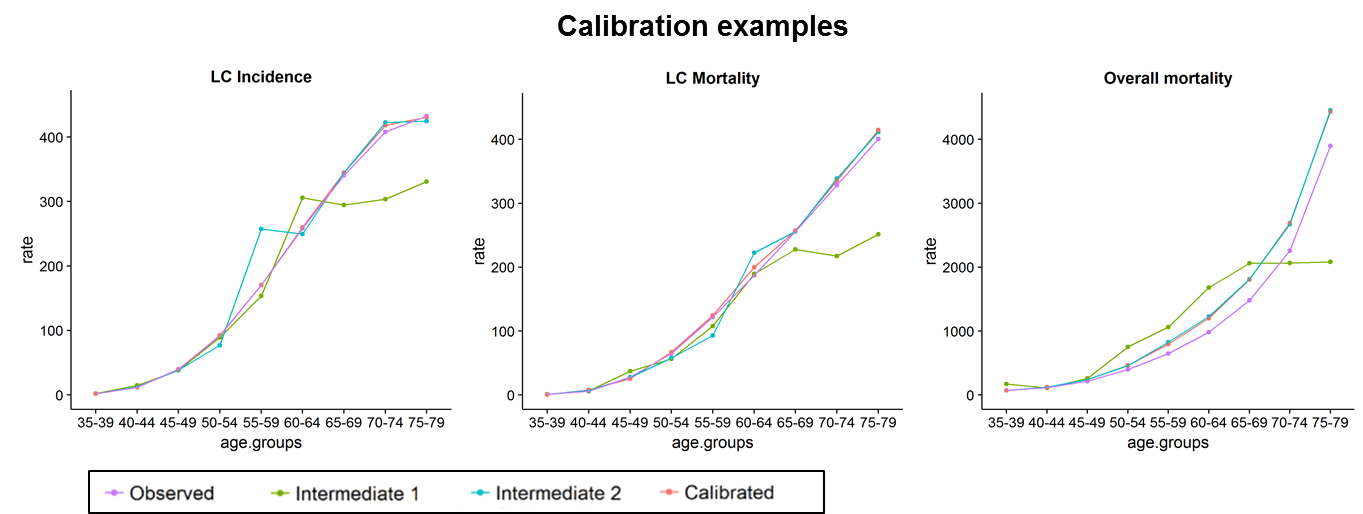 Calibration examples
LC Incidence
rate
400
300
200
100
0
35-39 40-44 45-49 50-54 55-59 60-64 65-69 70-74 75-79
age.groups
LC Mortality
rate
400
300
200
100
0
35-39 40-44 45-49 50-54 55-59 60-64 65-69 70-74 75-79
age.groups
Overall mortality
rate
4000
3000
2000
1000
0
35-39 40-44 45-49 50-54 55-59 60-64 65-69 70-74 75-79
age.groups
Observed Intermediate 1 Intermediate 2 Calibrated